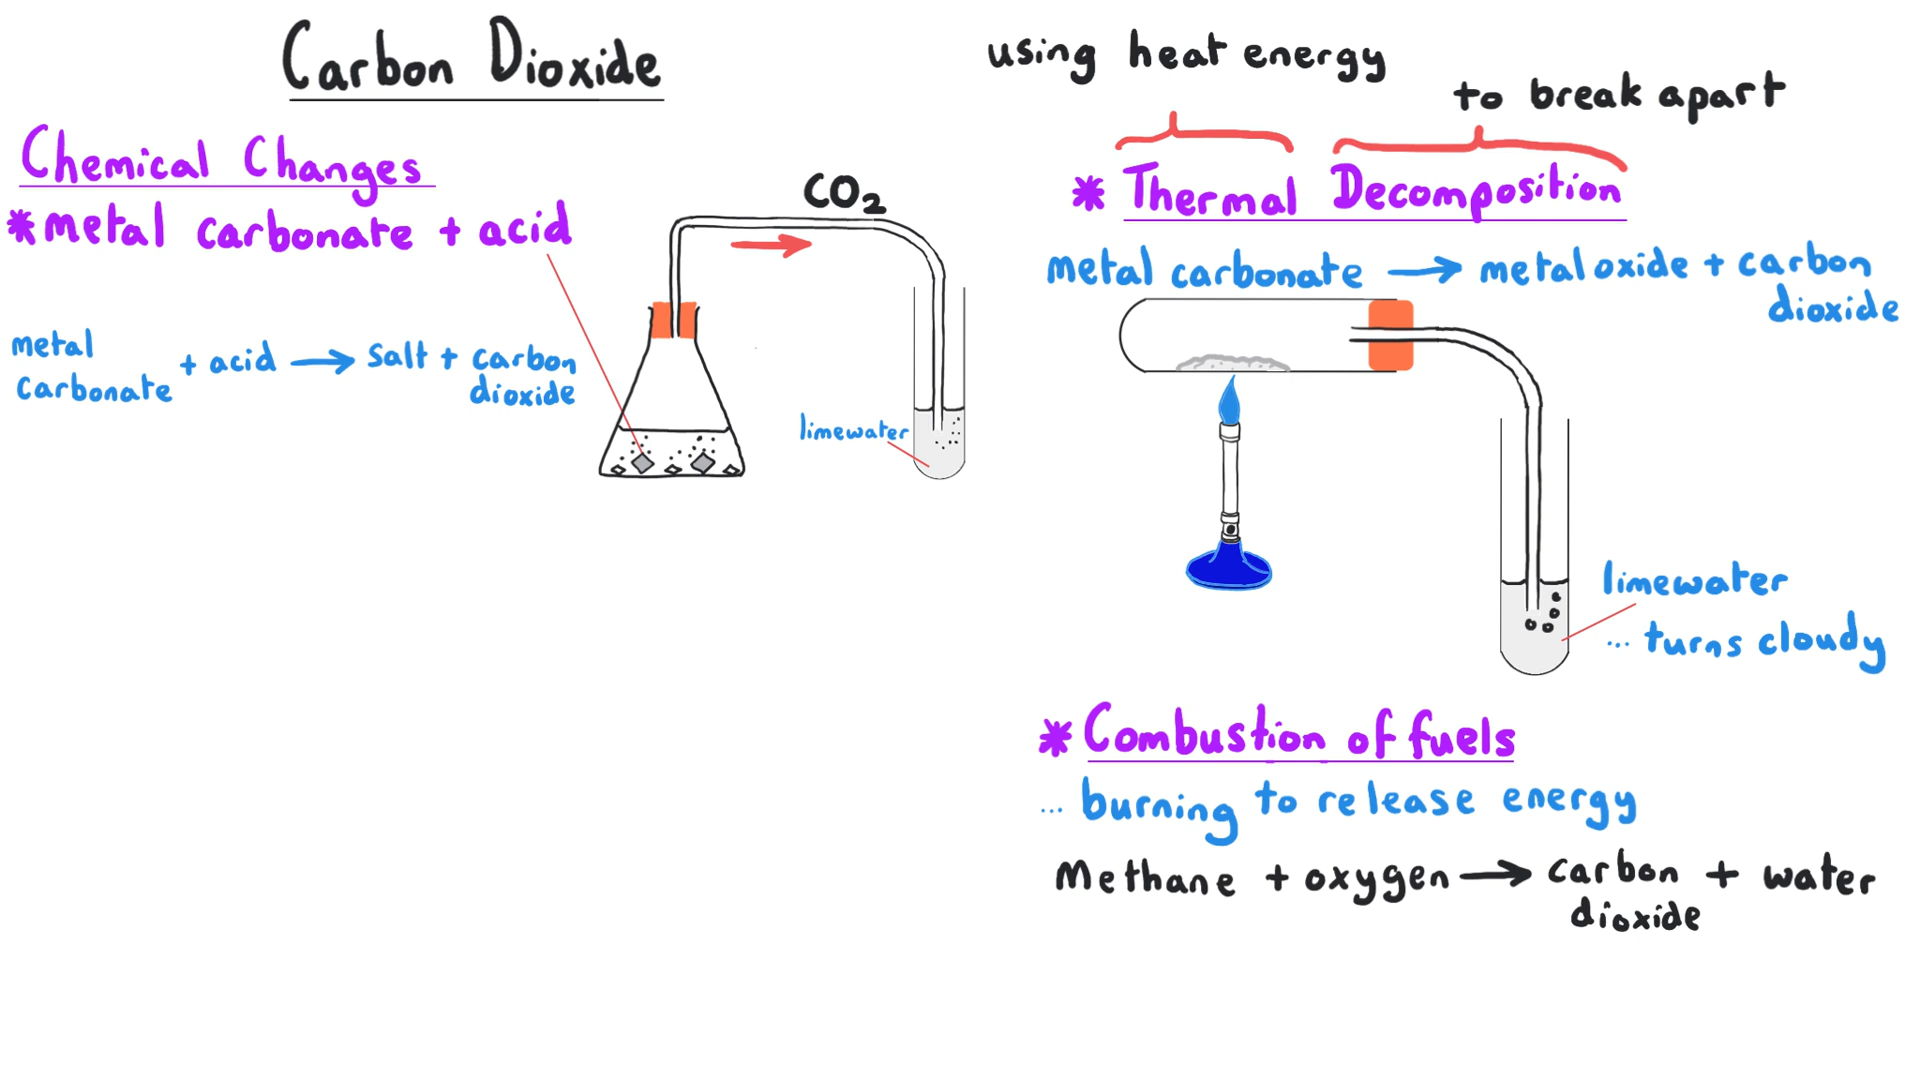 Carbon Dioxide
Chemical Changes
* metal carbonate + acid
metal carbonate + acid → salt + carbon dioxide
CO₂
limewater
using heat energy
to break apart
* Thermal Decomposition
metal carbonate → metal oxide + carbon dioxide
limewater
... turns cloudy
* Combustion of fuels
... burning to release energy
Methane + oxygen → carbon dioxide + water